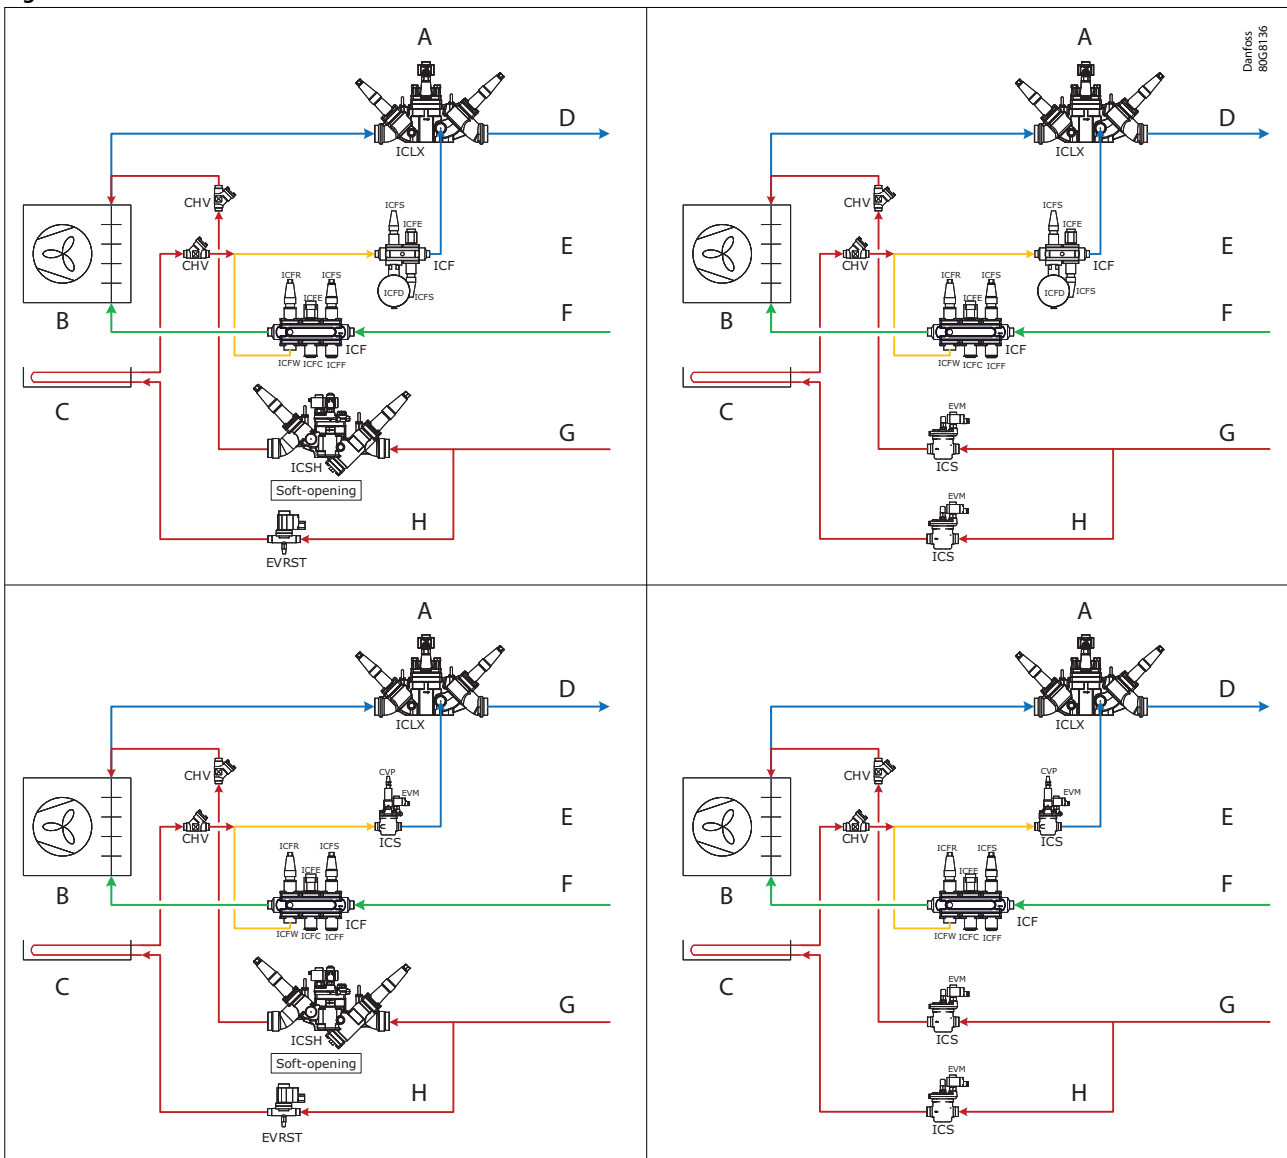 A
Danfoss
80G8136
D
ICLX
CHV
ICFS
ICFE
CHV
E
ICF
ICFR
ICFS
ICFE
ICFD
ICFS
B
F
ICF
ICFW
ICFC
ICFF
C
G
ICSH
Soft-opening
H
EVRST
A
D
ICLX
CHV
ICFS
ICFE
CHV
E
ICF
ICFR
ICFS
ICFE
ICFD
ICFS
B
F
ICF
ICFW
ICFC
ICFF
C
EVM
G
ICS
EVM
H
ICS
A
D
ICLX
CHV
CVP
EVM
CHV
E
ICS
ICFR
ICFS
ICFE
B
F
ICF
ICFW
ICFC
ICFF
C
G
ICSH
Soft-opening
H
EVRST
A
D
ICLX
CHV
CVP
EVM
CHV
E
ICS
ICFR
ICFS
ICFE
B
F
ICF
ICFW
ICFC
ICFF
C
EVM
G
ICS
EVM
H
ICS